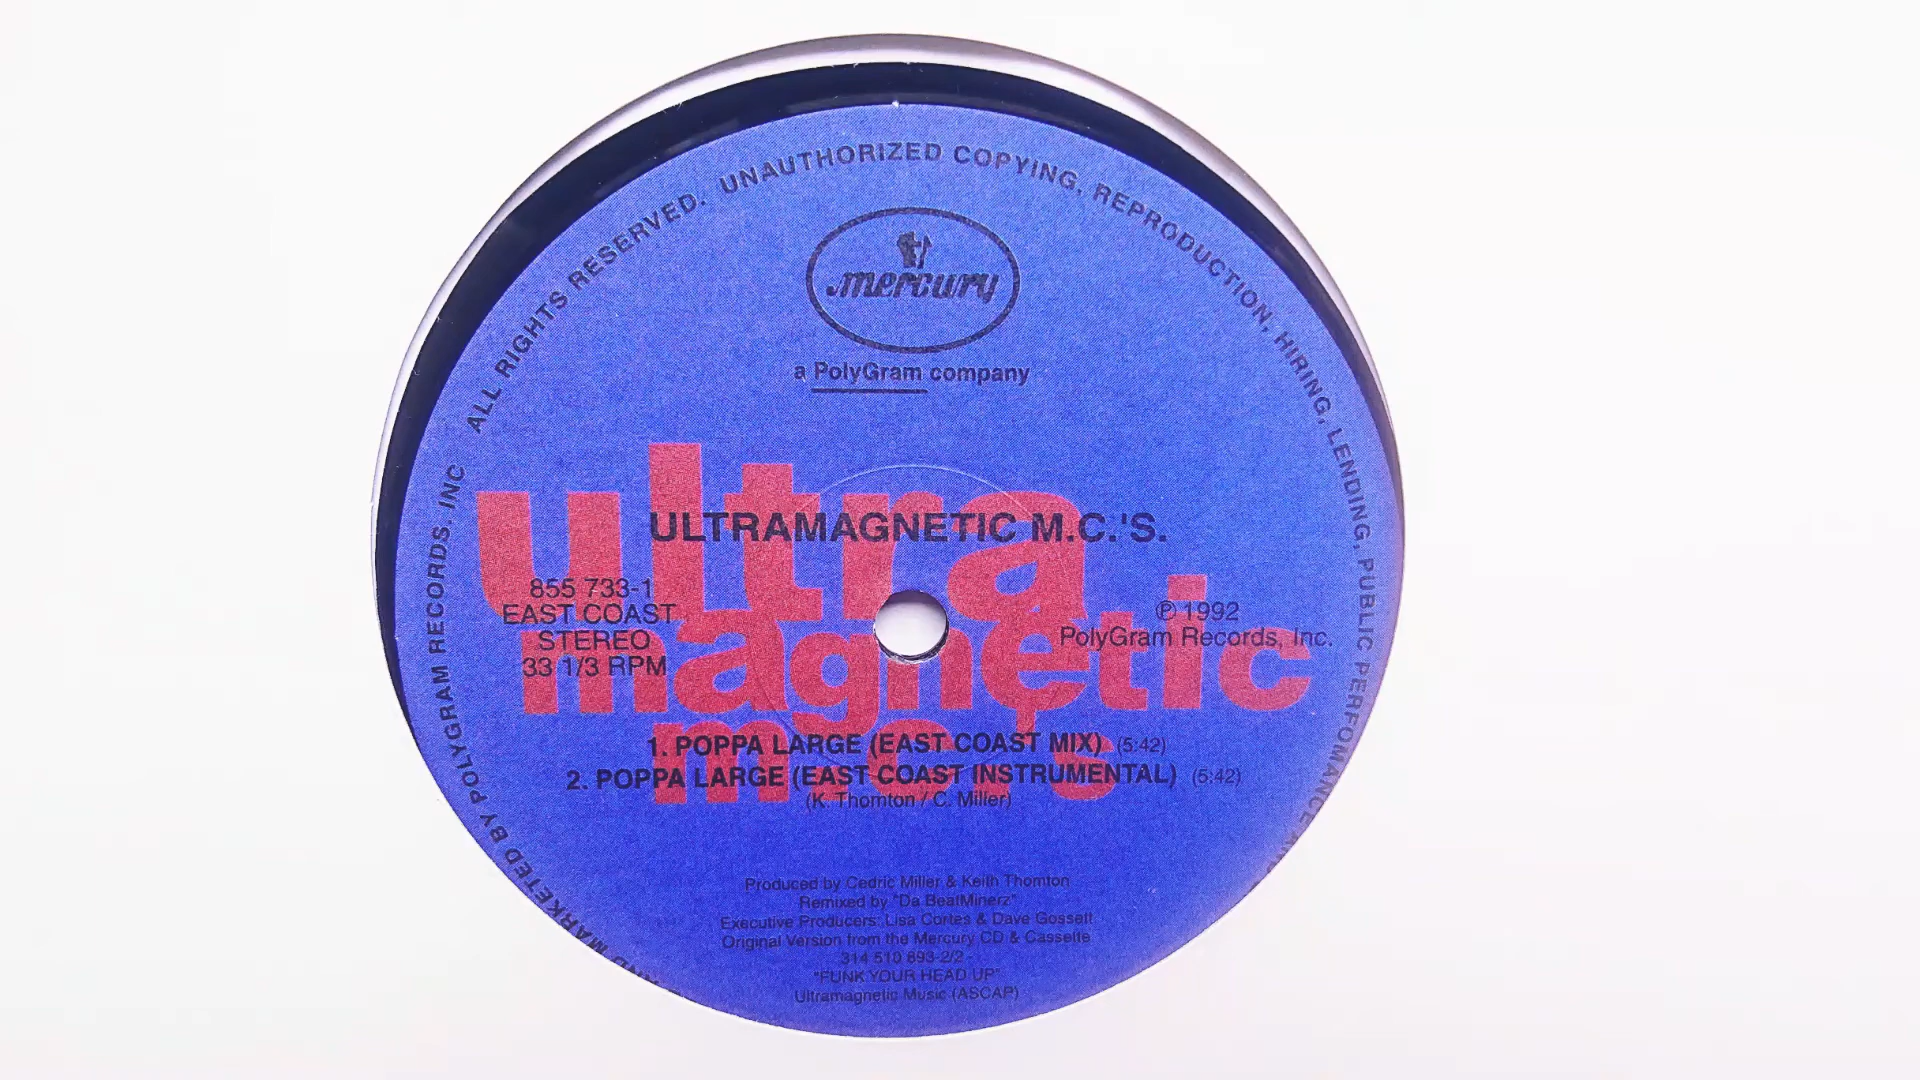 ALL RIGHTS RESERVED. UNAUTHORIZED COPYING, REPRODUCTION, HIRING, LENDING, PUBLIC PERFOMANCE
MARKETED BY POLYGRAM RECORDS. INC
mercury
a PolyGram company
ultra
magnetic
m.c.'s
ULTRAMAGNETIC M.C.'S.
855 733-1
EAST COAST
STEREO
33 1/3 RPM
℗ 1992
PolyGram Records, Inc.
1. POPPA LARGE (EAST COAST MIX) (5:42)
2. POPPA LARGE (EAST COAST INSTRUMENTAL) (5:42)
(K. Thornton / C. Miller)
Produced by Cedric Miller & Keith Thornton
Remixed by "Da BeatMinerz"
Executive Producers: Lisa Cortes & Dave Gossett
Original Version from the Mercury CD & Cassette
314 510 893-2/2 -
"FUNK YOUR HEAD UP"
Ultramagnetic Music (ASCAP)